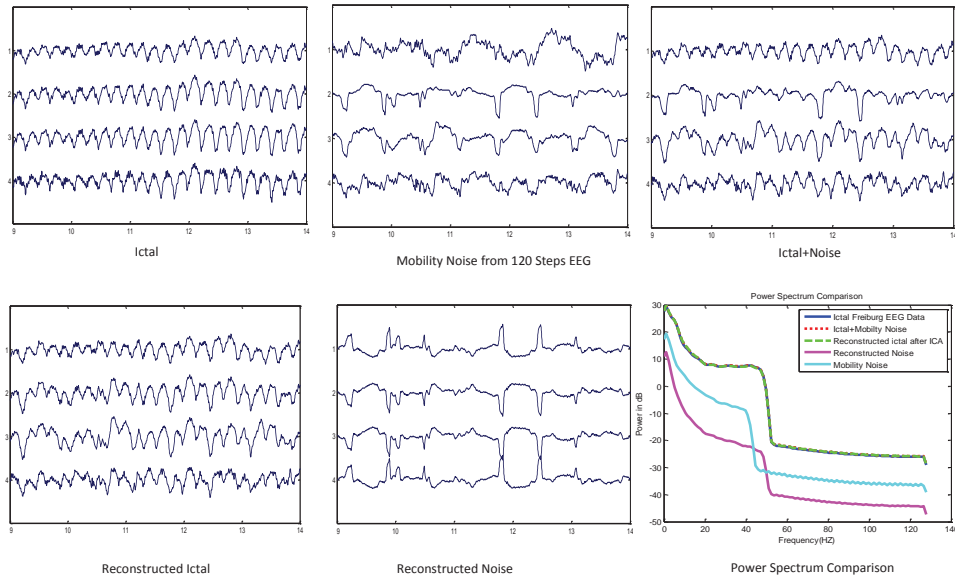 1
2
3
4
9 10 11 12 13 14
Ictal
1
2
3
4
9 10 11 12 13 14
Mobility Noise from 120 Steps EEG
1
2
3
4
9 10 11 12 13 14
Ictal+Noise
1
2
3
4
9 10 11 12 13 14
Reconstructed Ictal
1
2
3
4
9 10 11 12 13 14
Reconstructed Noise
Power Spectrum Comparison
Power in dB
30
20
10
0
-10
-20
-30
-40
-50
Ictal Freiburg EEG Data
Ictal+Mobilty Noise
Reconstructed ictal after ICA
Reconstructed Noise
Mobility Noise
0 20 40 60 80 100 120 140
Frequency(HZ)
Power Spectrum Comparison